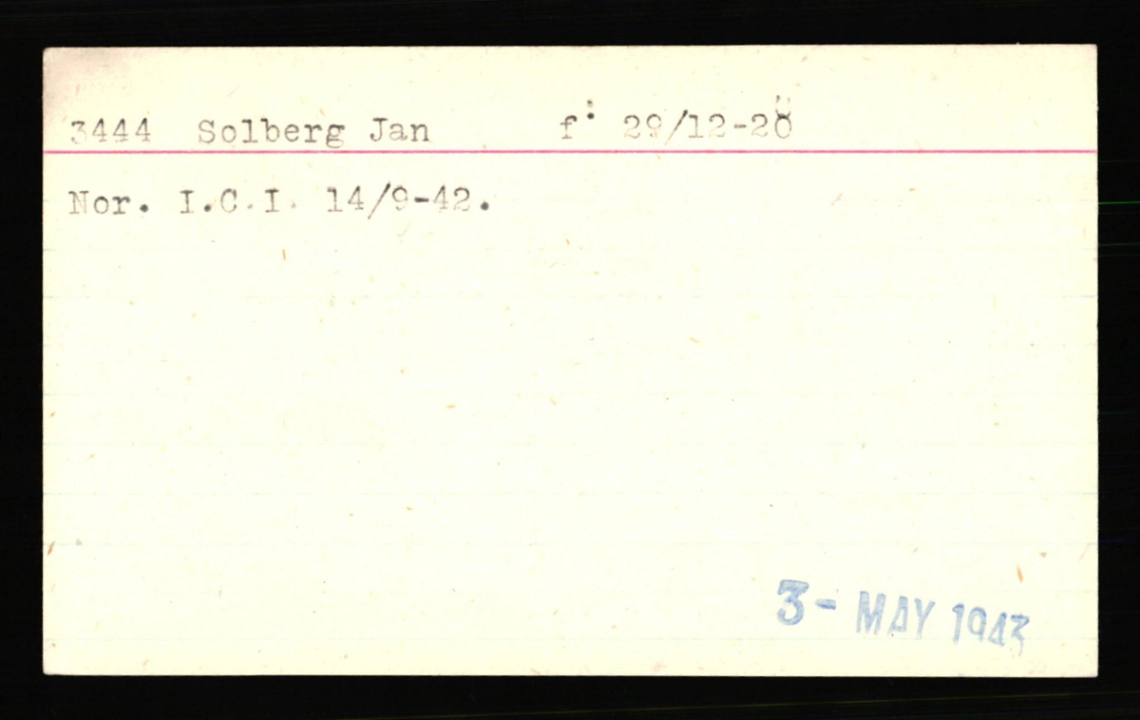 3444 Solberg Jan f: 29/12-20
Nor. I.C.I. 14/9-42.
3- MAY 1943